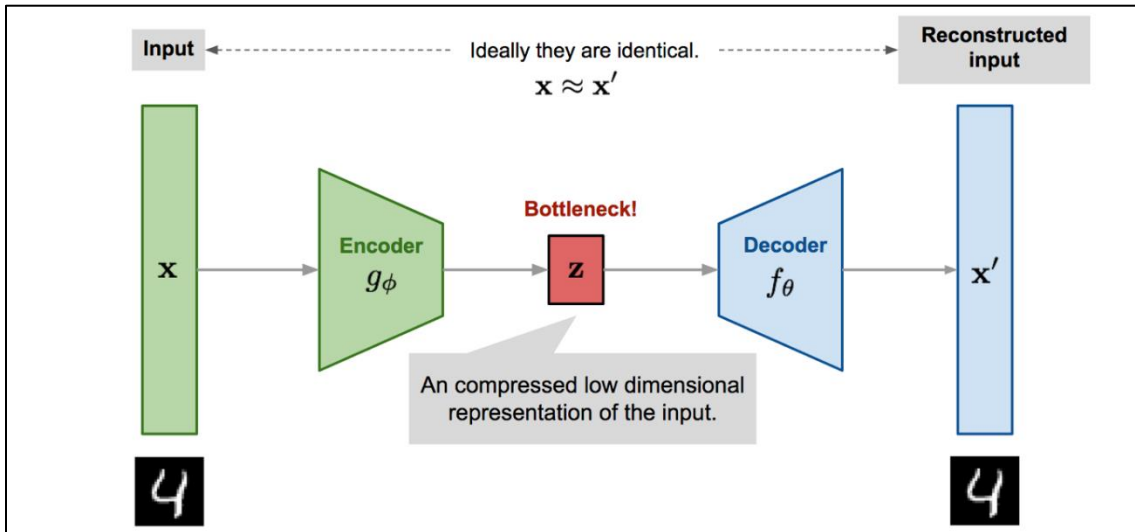 Input
Ideally they are identical.
x ≈ x′
Reconstructed
input
Bottleneck!
x
Encoder
gϕ
z
Decoder
fθ
x′
An compressed low dimensional
representation of the input.
4
4